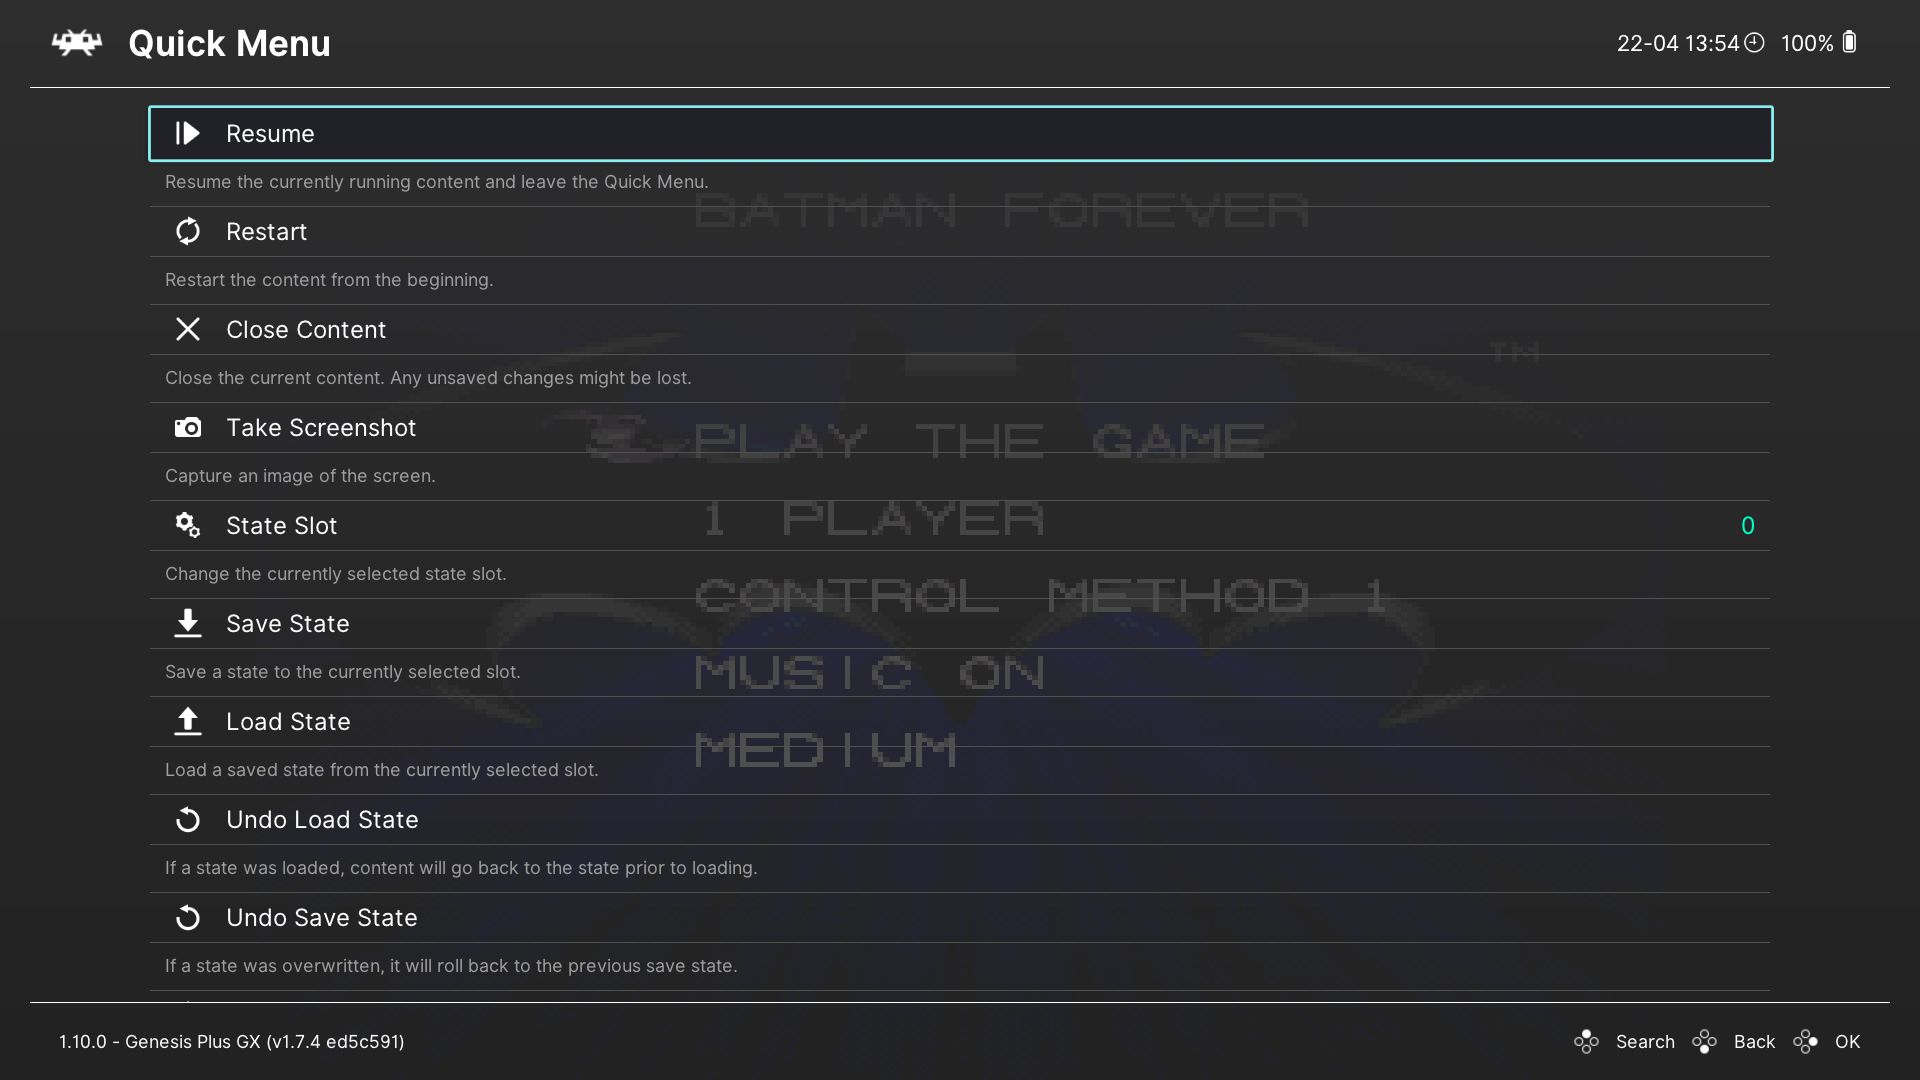 Quick Menu
22-04 13:54 100%
Resume
Resume the currently running content and leave the Quick Menu.
BATMAN FOREVER
Restart
Restart the content from the beginning.
Close Content
TM
Close the current content. Any unsaved changes might be lost.
Take Screenshot
PLAY THE GAME
Capture an image of the screen.
1 PLAYER
State Slot 0
Change the currently selected state slot.
CONTROL METHOD 1
Save State
Save a state to the currently selected slot.
MUSIC ON
Load State
MEDIUM
Load a saved state from the currently selected slot.
Undo Load State
If a state was loaded, content will go back to the state prior to loading.
Undo Save State
If a state was overwritten, it will roll back to the previous save state.
1.10.0 - Genesis Plus GX (v1.7.4 ed5c591)
Search Back OK